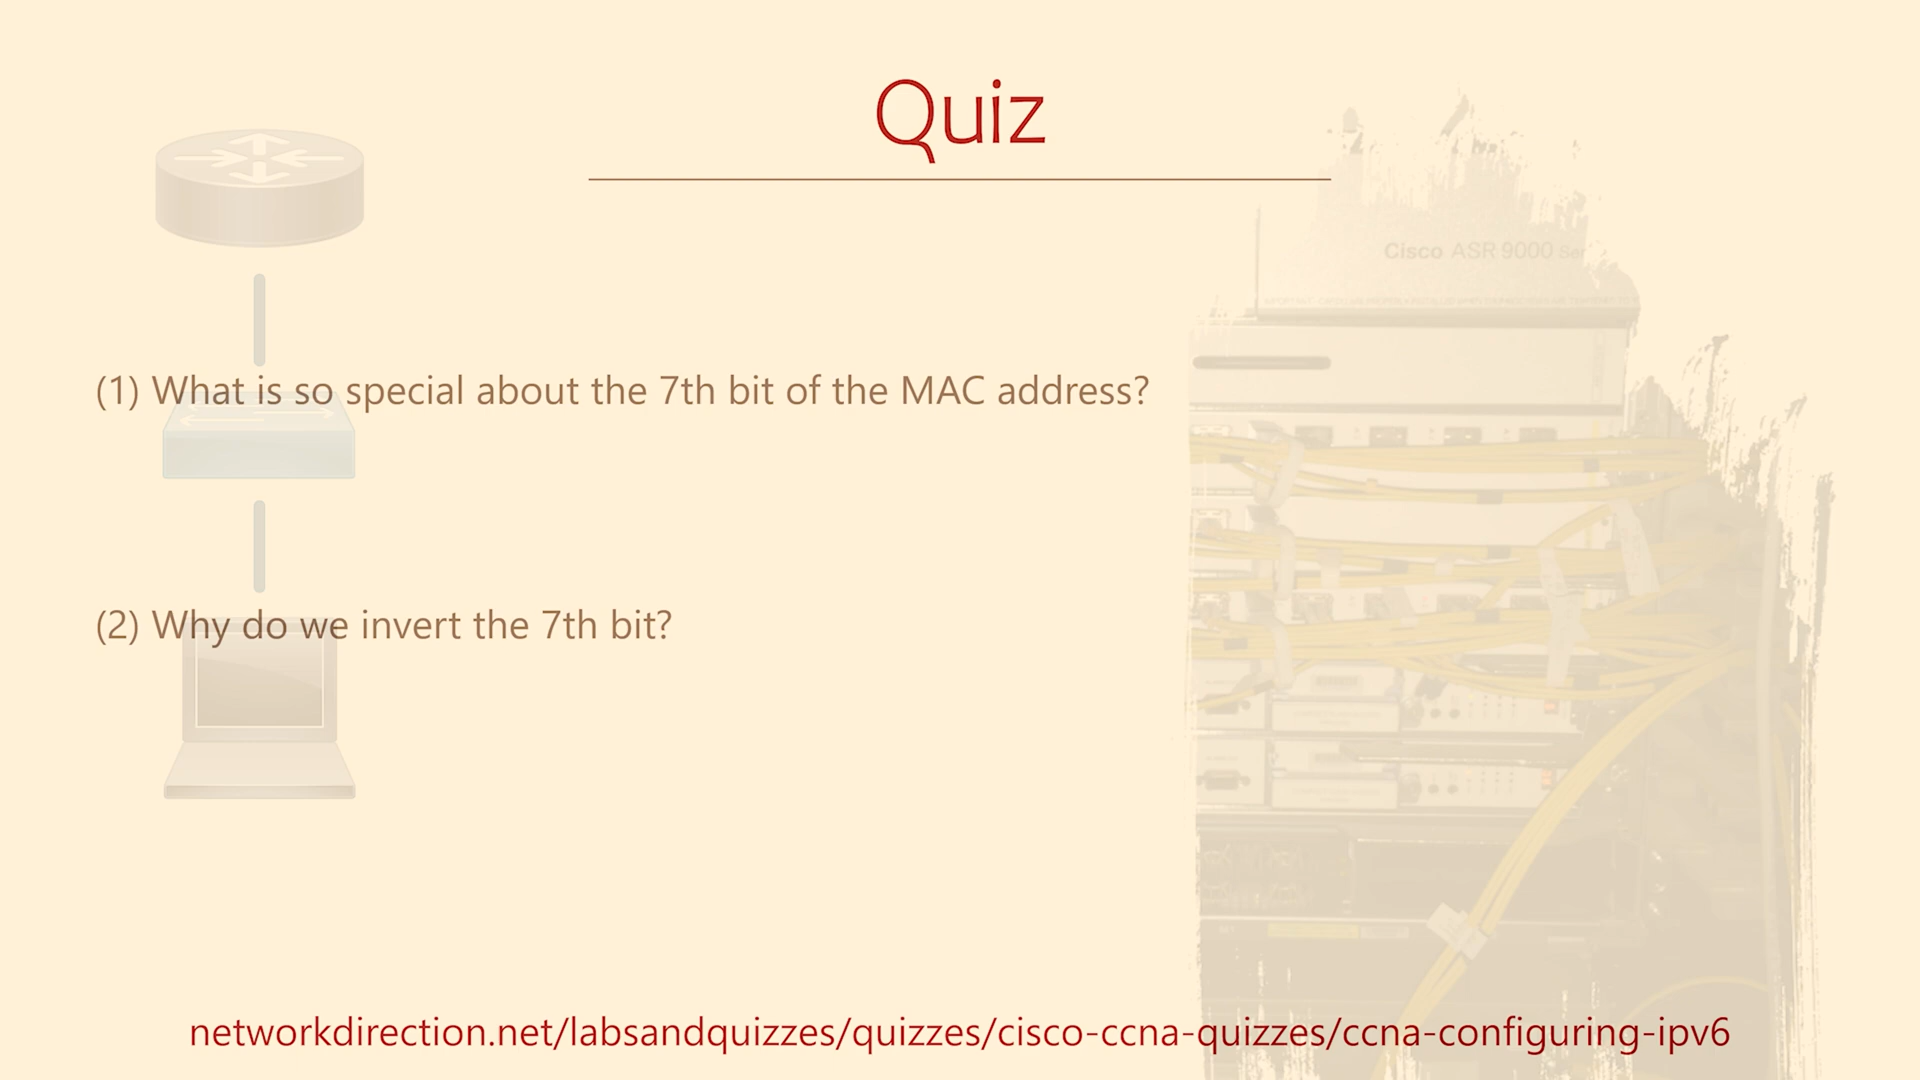 Quiz
Cisco ASR 9000 Ser
(1) What is so special about the 7th bit of the MAC address?
(2) Why do we invert the 7th bit?
networkdirection.net/labsandquizzes/quizzes/cisco-ccna-quizzes/ccna-configuring-ipv6